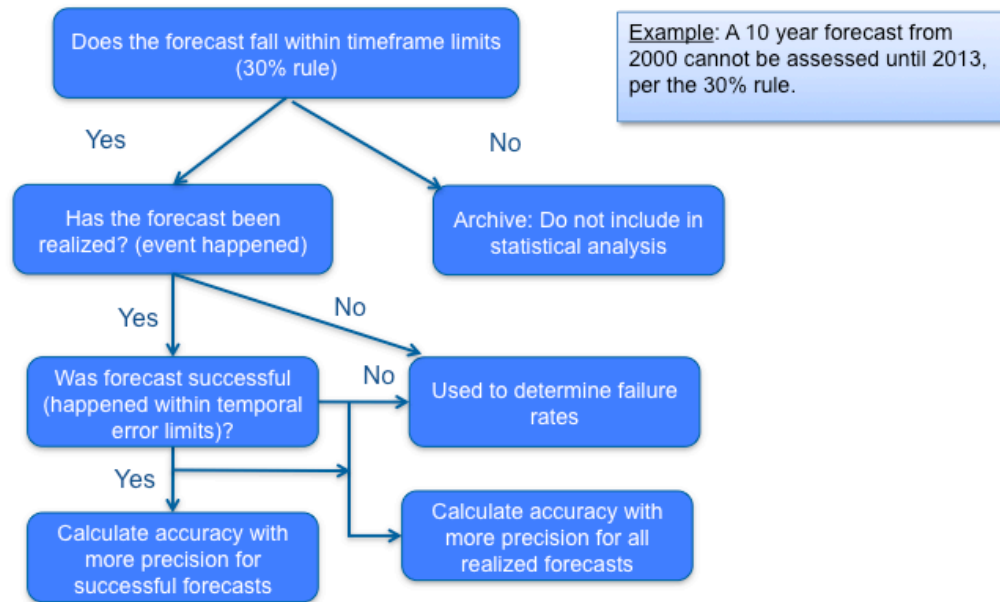 Does the forecast fall within timeframe limits
(30% rule)
Example: A 10 year forecast from
2000 cannot be assessed until 2013,
per the 30% rule.
Yes
No
Has the forecast been
realized? (event happened)
Archive: Do not include in
statistical analysis
Yes
No
Was forecast successful
(happened within temporal
error limits)?
No
Used to determine failure
rates
Yes
Calculate accuracy with
more precision for
successful forecasts
Calculate accuracy with
more precision for all
realized forecasts